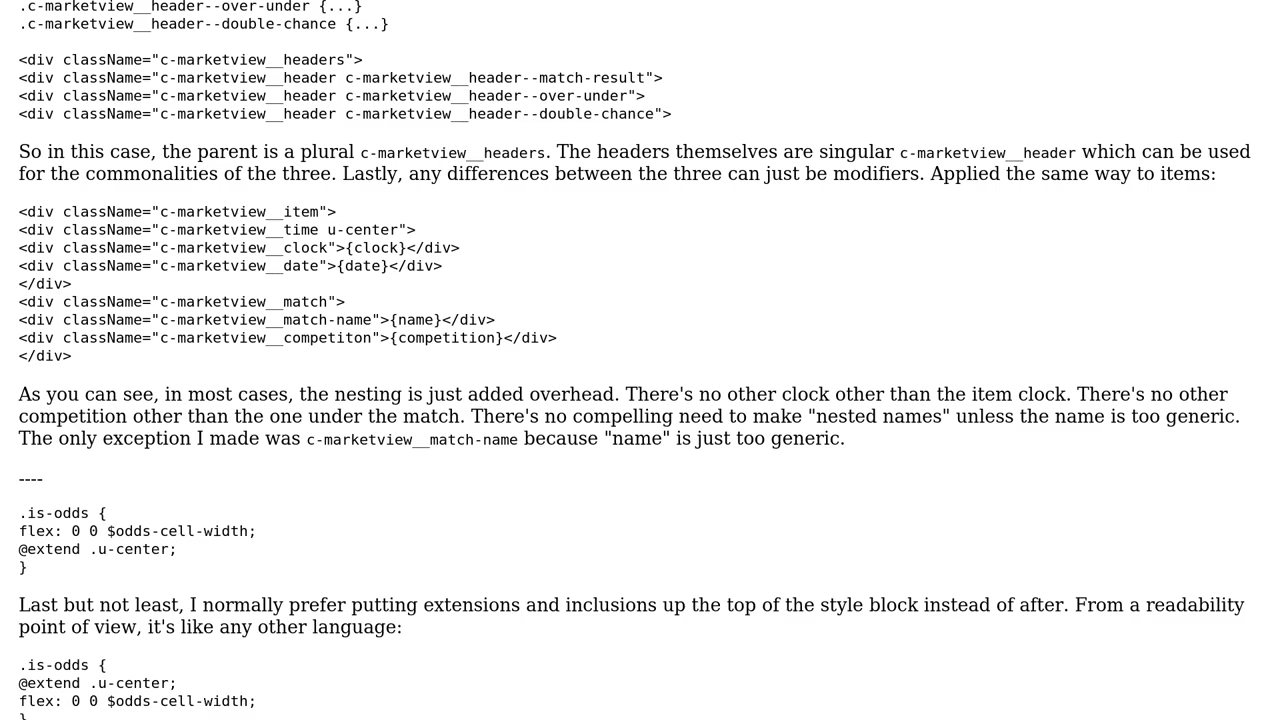 .c-marketview__header--over-under {...}
.c-marketview__header--double-chance {...}
<div className="c-marketview__headers">
<div className="c-marketview__header c-marketview__header--match-result">
<div className="c-marketview__header c-marketview__header--over-under">
<div className="c-marketview__header c-marketview__header--double-chance">
So in this case, the parent is a plural c-marketview__headers. The headers themselves are singular c-marketview__header which can be used
for the commonalities of the three. Lastly, any differences between the three can just be modifiers. Applied the same way to items:
<div className="c-marketview__item">
<div className="c-marketview__time u-center">
<div className="c-marketview__clock">{clock}</div>
<div className="c-marketview__date">{date}</div>
</div>
<div className="c-marketview__match">
<div className="c-marketview__match-name">{name}</div>
<div className="c-marketview__competiton">{competition}</div>
</div>
As you can see, in most cases, the nesting is just added overhead. There's no other clock other than the item clock. There's no other
competition other than the one under the match. There's no compelling need to make "nested names" unless the name is too generic.
The only exception I made was c-marketview__match-name because "name" is just too generic.
----
.is-odds {
flex: 0 0 $odds-cell-width;
@extend .u-center;
}
Last but not least, I normally prefer putting extensions and inclusions up the top of the style block instead of after. From a readability
point of view, it's like any other language:
.is-odds {
@extend .u-center;
flex: 0 0 $odds-cell-width;
}